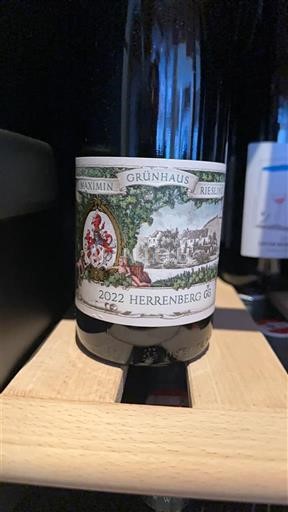 MAXIMIN GRÜNHAUS RIESLING
2022 HERRENBERG GG